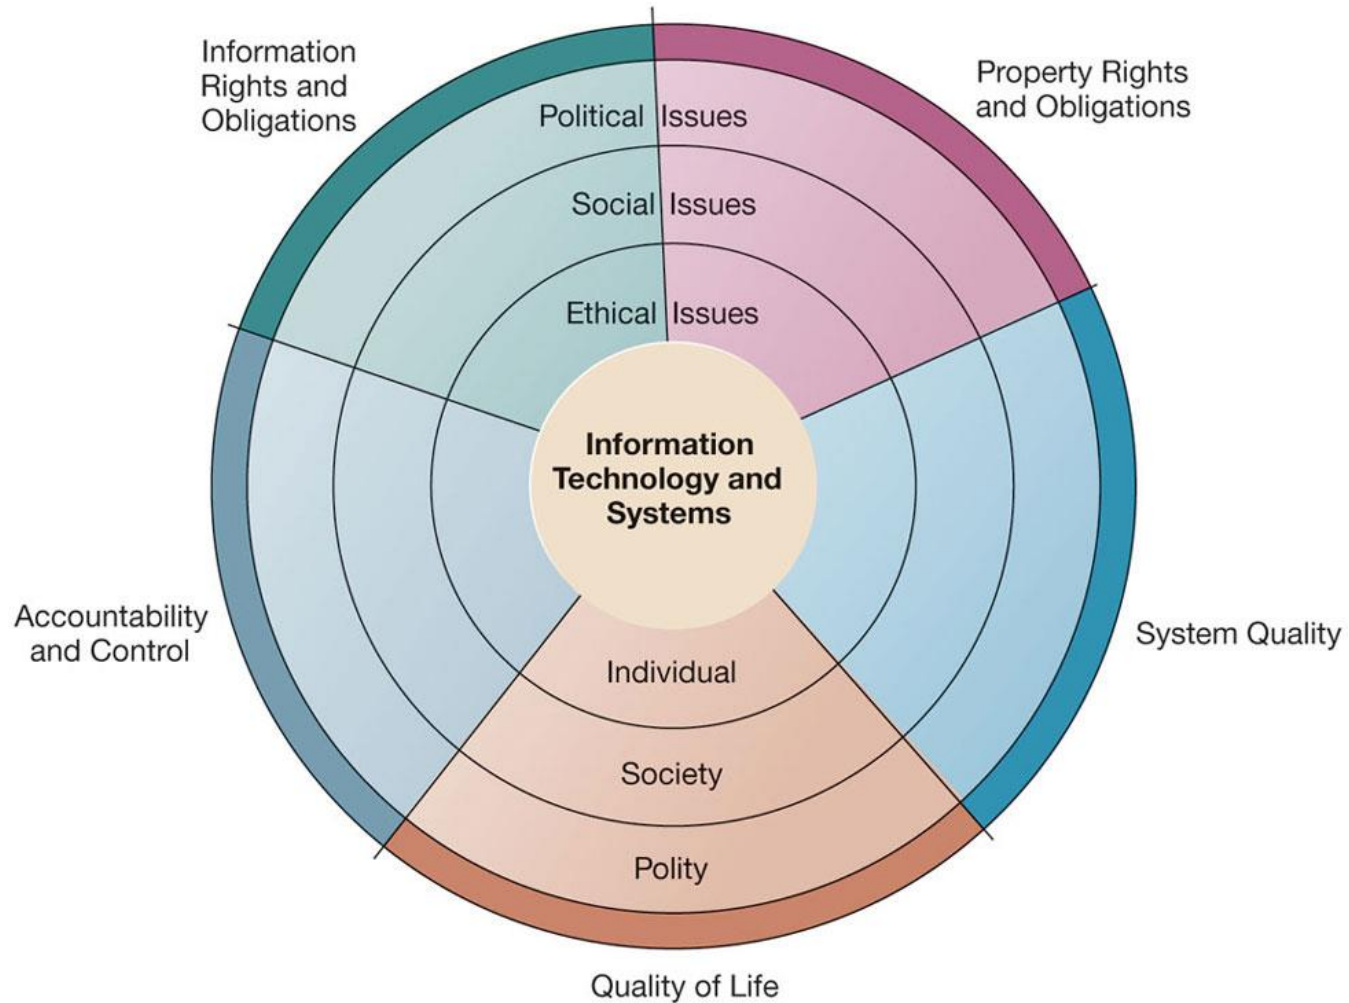 Information
Rights and
Obligations
Property Rights
and Obligations
Political Issues
Social Issues
Ethical Issues
Information
Technology and
Systems
Accountability
and Control
System Quality
Individual
Society
Polity
Quality of Life